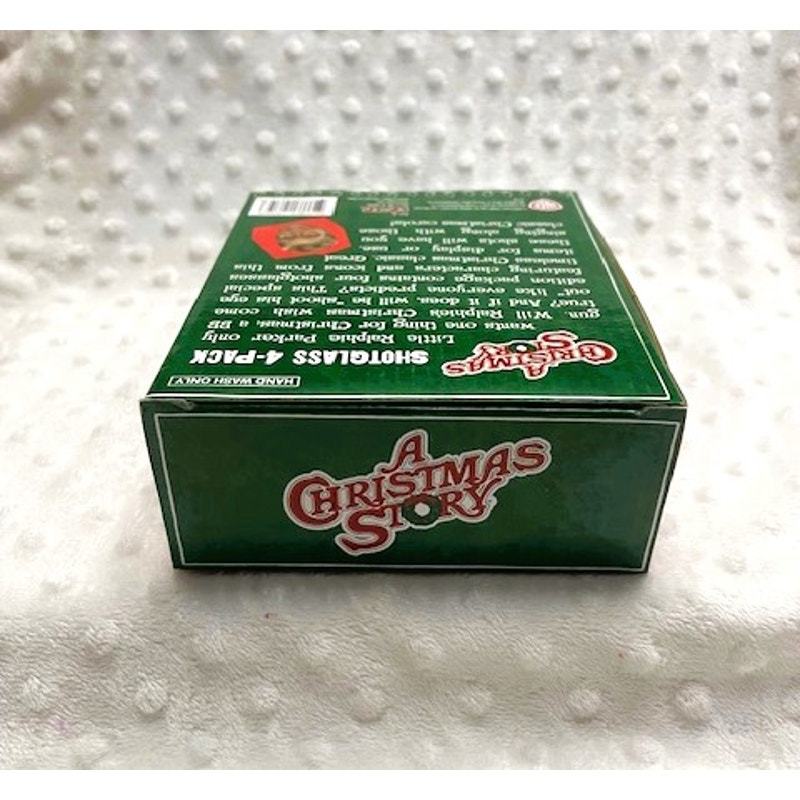 HAND WASH ONLY
A
CHRISTMAS
STORY
SHOTGLASS 4-PACK
Little Ralphie Parker only
wants one thing for Christmas, a BB
gun. Will Ralphie's Christmas wish come
true? And if it does, will he "shoot his eye
out" like everyone predicts? This special
edition packages four shotglasses
featuring characters and icons from this
timeless Christmas classic. Great
items for display or use,
these shots will have you
singing along with those
classic Christmas carols!
A
CHRISTMAS
STORY